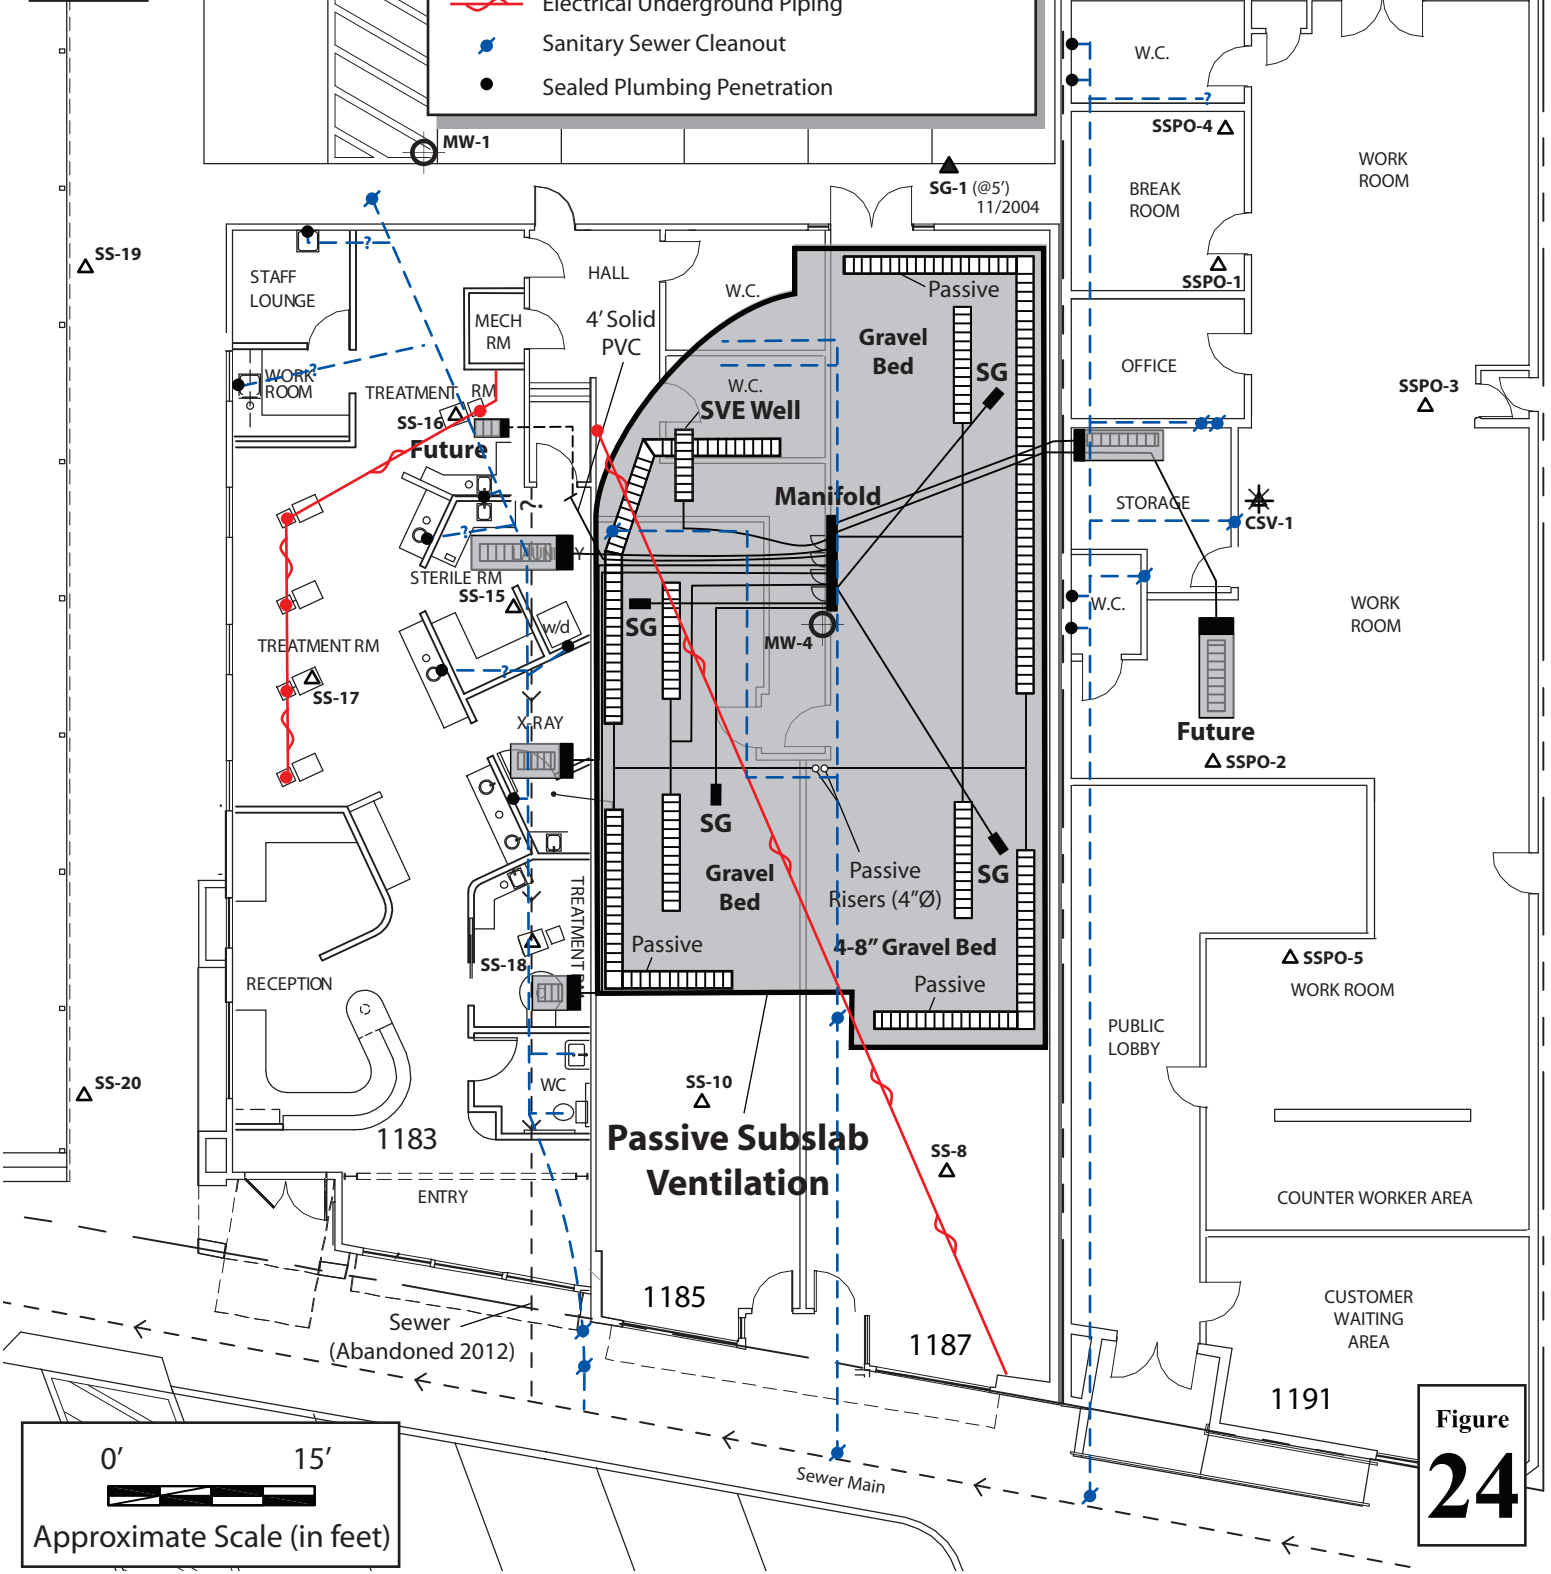 Electrical Underground Piping
Sanitary Sewer Cleanout
Sealed Plumbing Penetration
MW-1
SG-1 (@5')
11/2004
W.C.
?
SSPO-4
WORK
ROOM
BREAK
ROOM
SSPO-1
SS-19
STAFF
LOUNGE
?
HALL
W.C.
Passive
MECH
RM
4' Solid
PVC
Gravel
Bed
OFFICE
SG
SSPO-3
?
WORK
ROOM
TREATMENT RM
W.C.
SVE Well
SS-16
Future
Manifold
STORAGE
CSV-1
?
?
LAUNDRY
STERILE RM
SS-15
w/d
SG
MW-4
W.C.
WORK
ROOM
TREATMENT RM
?
SS-17
X-RAY
Future
SSPO-2
SG
SG
Passive
Risers (4"Ø)
Gravel
Bed
TREATMENT RM
Passive
4-8" Gravel Bed
Passive
SS-18
RECEPTION
SSPO-5
WORK ROOM
PUBLIC
LOBBY
SS-20
WC
SS-10
1183
Passive Subslab
Ventilation
SS-8
ENTRY
COUNTER WORKER AREA
1185
1187
CUSTOMER
WAITING
AREA
Sewer
(Abandoned 2012)
1191
Sewer Main
0' 15'
Approximate Scale (in feet)
Figure
24